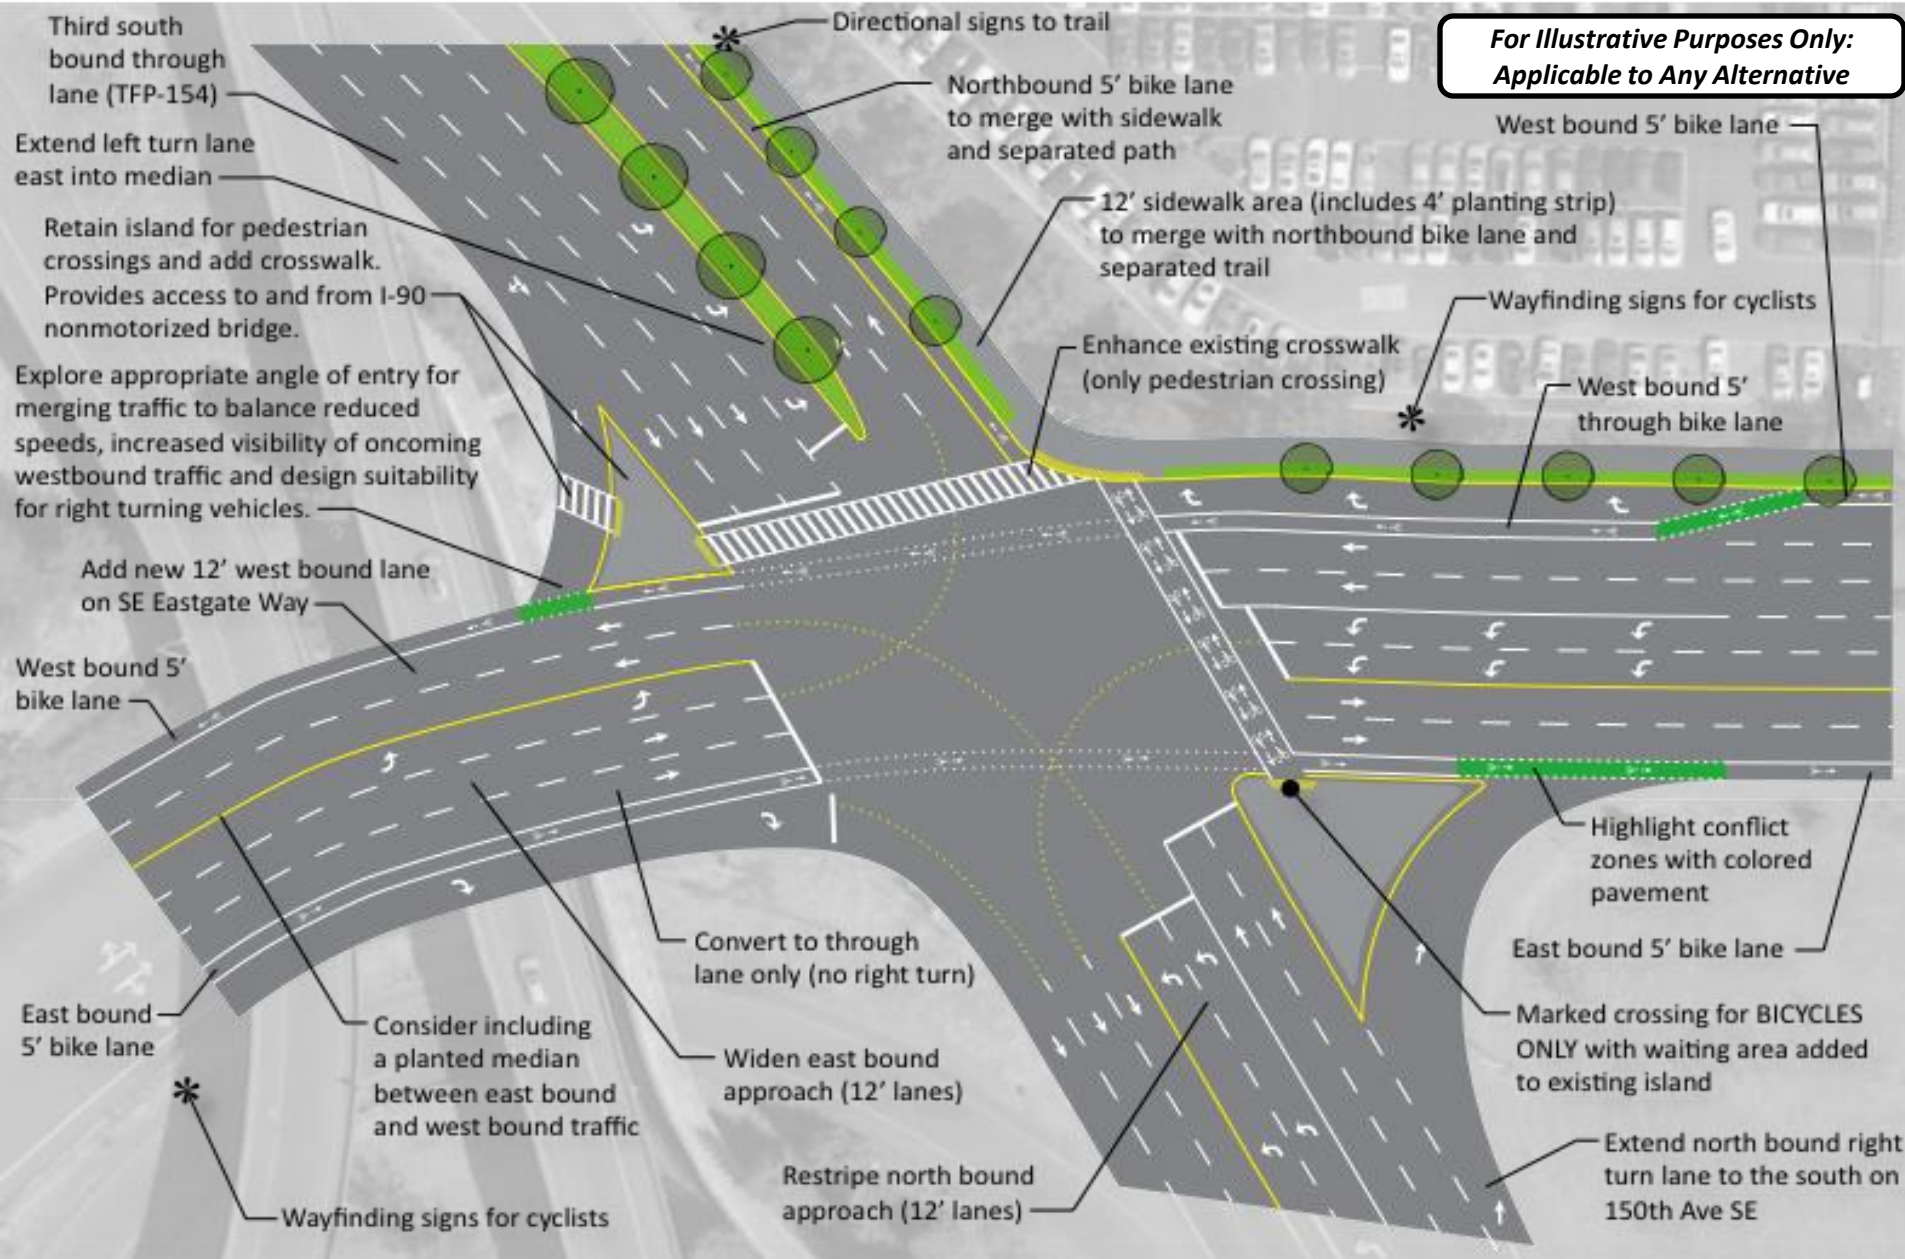 Third south
bound through
lane (TFP-154)
Directional signs to trail
For Illustrative Purposes Only:
Applicable to Any Alternative
Northbound 5’ bike lane
to merge with sidewalk
and separated path
West bound 5’ bike lane
Extend left turn lane
east into median
12’ sidewalk area (includes 4’ planting strip)
to merge with northbound bike lane and
separated trail
Retain island for pedestrian
crossings and add crosswalk.
Provides access to and from I-90
nonmotorized bridge.
Wayfinding signs for cyclists
Enhance existing crosswalk
(only pedestrian crossing)
West bound 5’
through bike lane
Explore appropriate angle of entry for
merging traffic to balance reduced
speeds, increased visibility of oncoming
westbound traffic and design suitability
for right turning vehicles.
Add new 12’ west bound lane
on SE Eastgate Way
West bound 5’
bike lane
Highlight conflict
zones with colored
pavement
East bound 5’ bike lane
Convert to through
lane only (no right turn)
East bound
5’ bike lane
Consider including
a planted median
between east bound
and west bound traffic
Widen east bound
approach (12’ lanes)
Marked crossing for BICYCLES
ONLY with waiting area added
to existing island
Restripe north bound
approach (12’ lanes)
Extend north bound right
turn lane to the south on
150th Ave SE
Wayfinding signs for cyclists